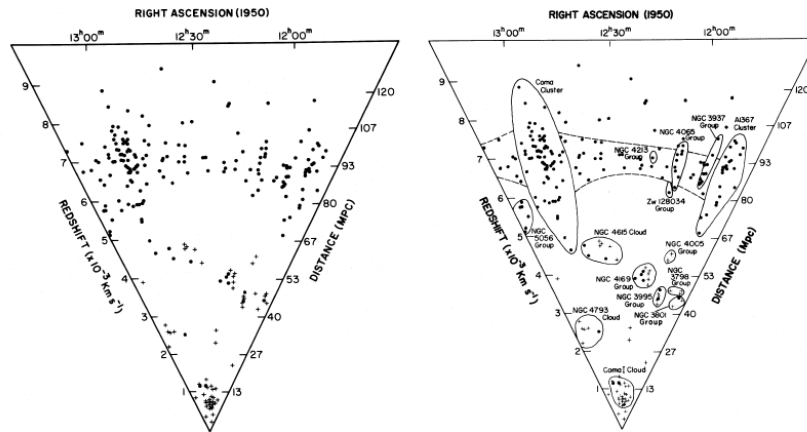 RIGHT ASCENSION (1950)
13ʰ00ᵐ
12ʰ30ᵐ
12ʰ00ᵐ
9
8
7
6
5
4
3
2
1
120
107
93
80
67
53
40
27
13
REDSHIFT (x10⁻³ Km s⁻¹)
DISTANCE (MPC)
RIGHT ASCENSION (1950)
13ʰ00ᵐ
12ʰ30ᵐ
12ʰ00ᵐ
9
8
7
6
5
4
3
2
1
120
107
93
80
67
53
40
27
13
REDSHIFT (x10⁻³ Km s⁻¹)
DISTANCE (Mpc)
Coma
Cluster
NGC 3937
Group
NGC 4065
Group
A1367
Cluster
NGC 4213
Group
Zw 128034
Group
NGC
5056
Group
NGC 4615 Cloud
NGC 4005
Group
NGC 4169
Group
NGC
3798
Group
NGC 3995
Group
NGC 3801
Group
NGC 4793
Cloud
Coma I Cloud